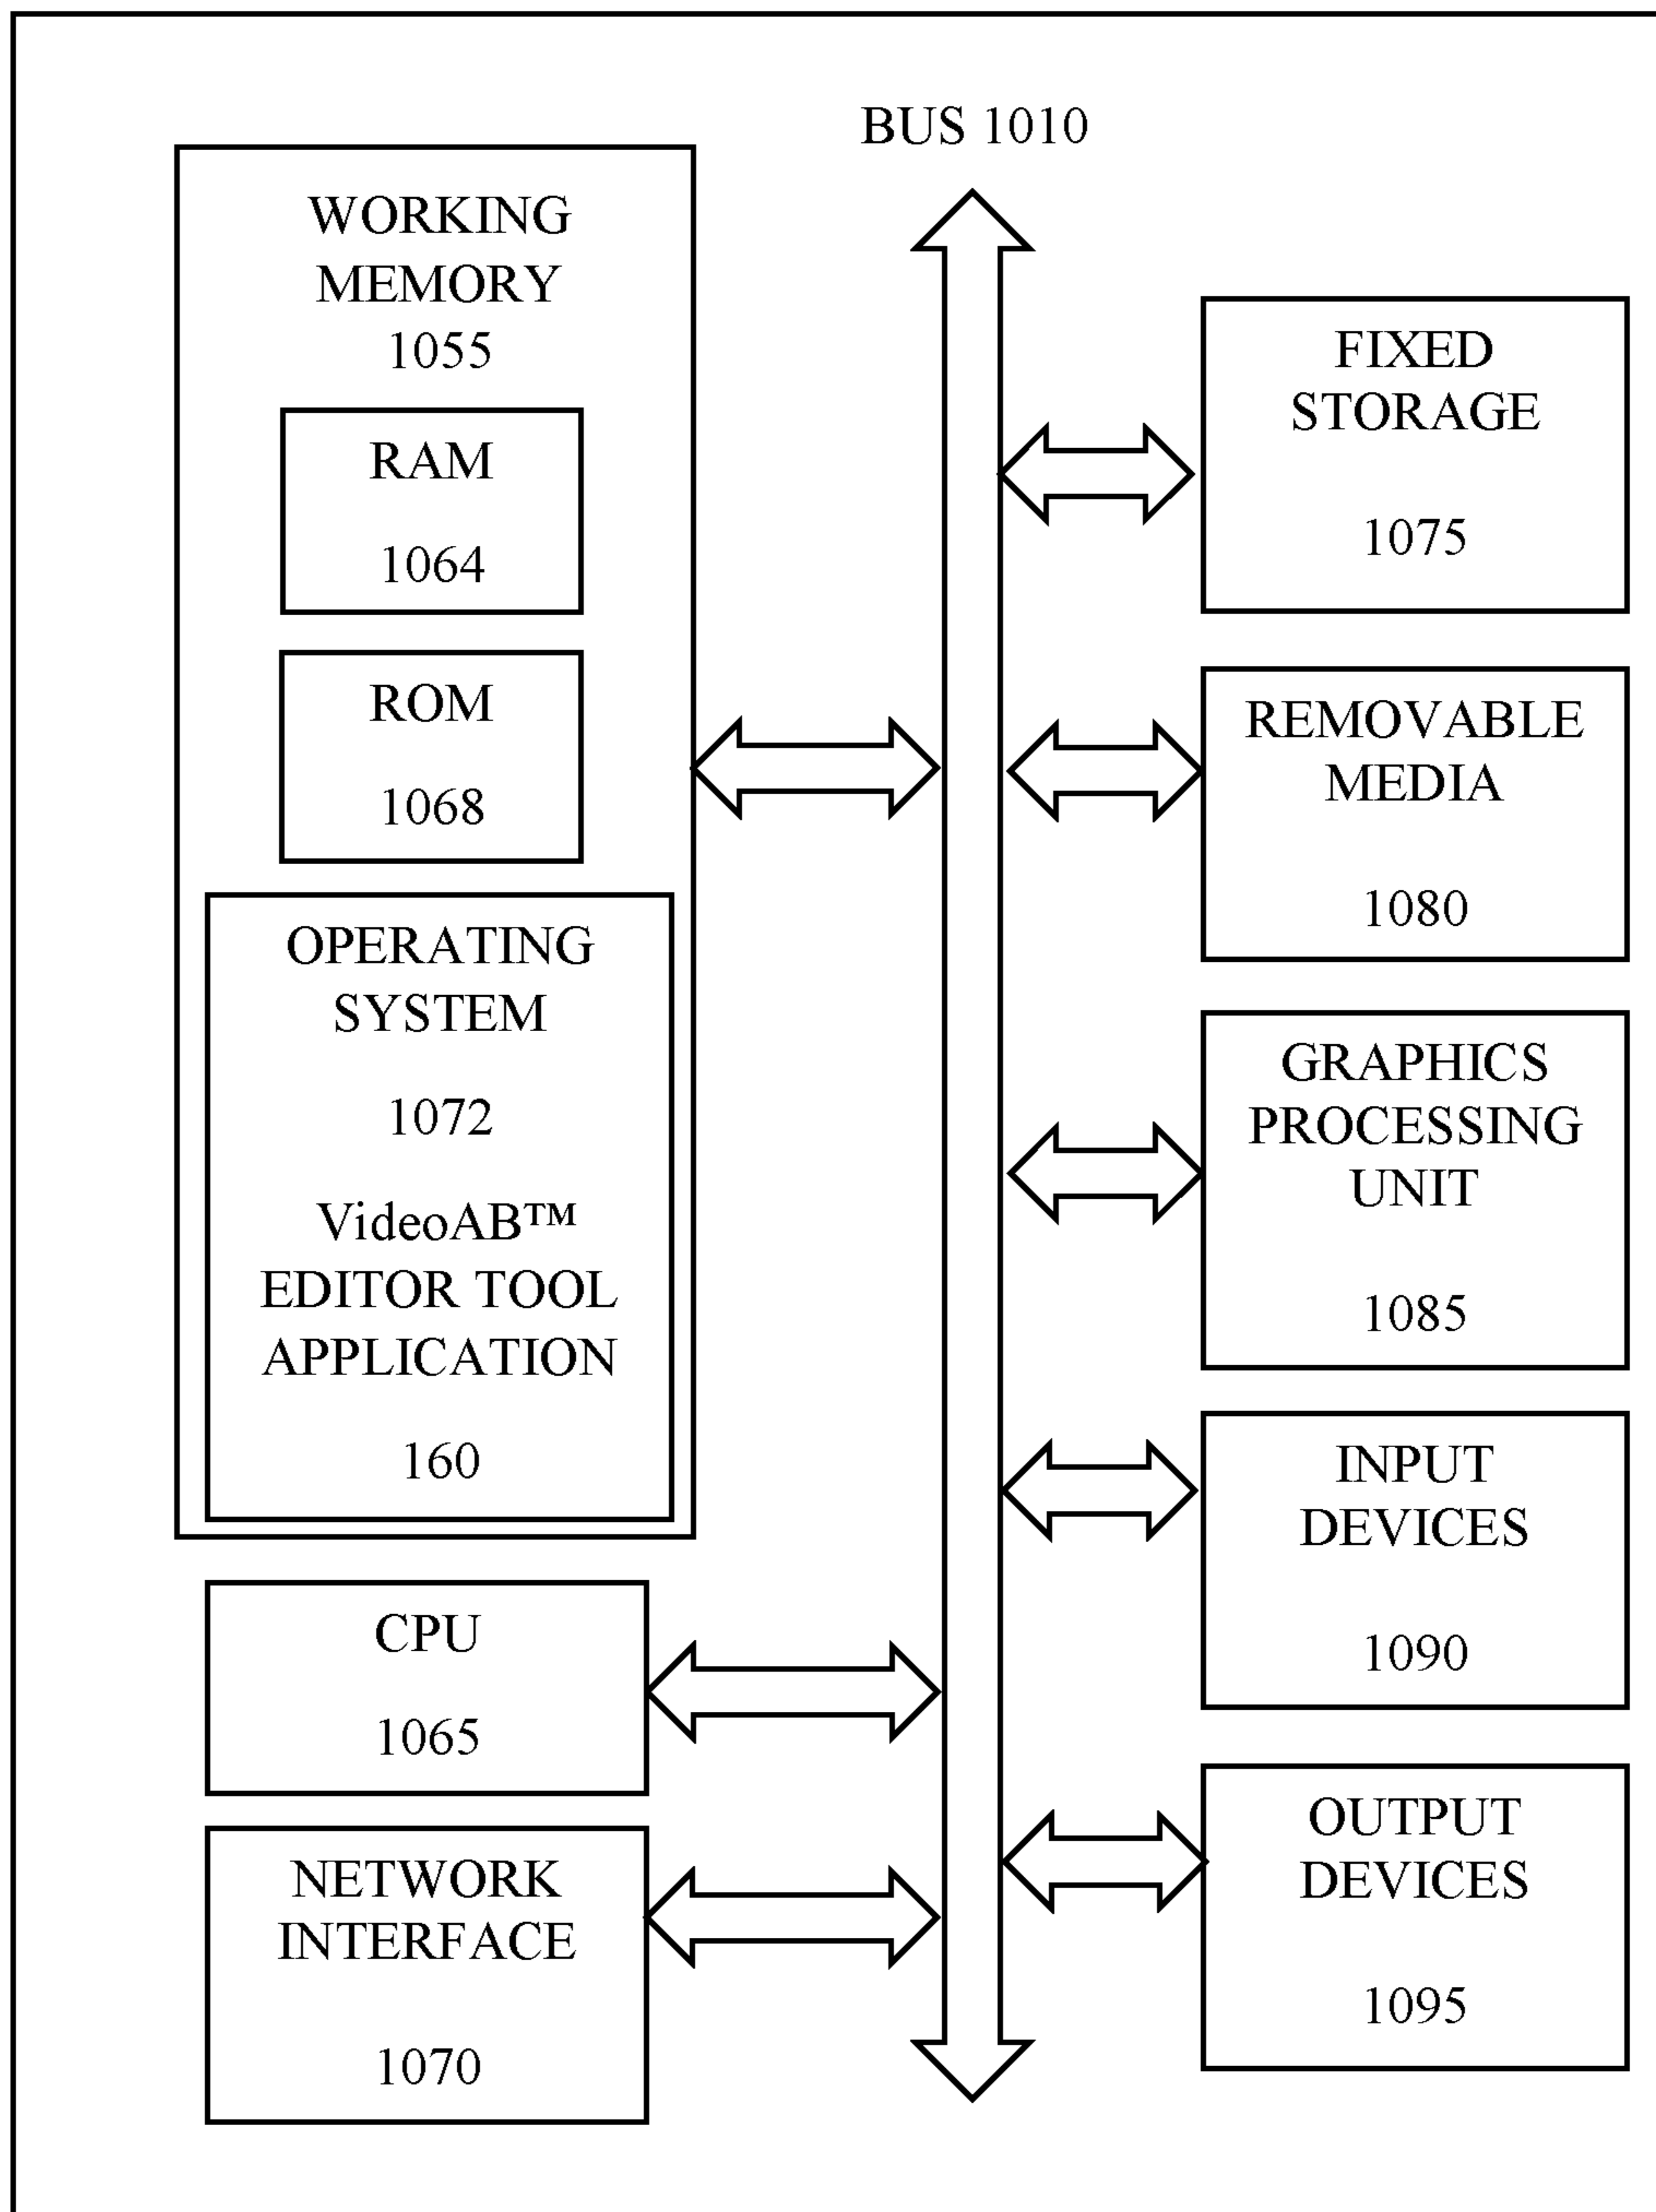 BUS 1010
WORKING
MEMORY
1055
RAM
1064
ROM
1068
OPERATING
SYSTEM
1072
VideoAB™
EDITOR TOOL
APPLICATION
160
CPU
1065
NETWORK
INTERFACE
1070
FIXED
STORAGE
1075
REMOVABLE
MEDIA
1080
GRAPHICS
PROCESSING
UNIT
1085
INPUT
DEVICES
1090
OUTPUT
DEVICES
1095